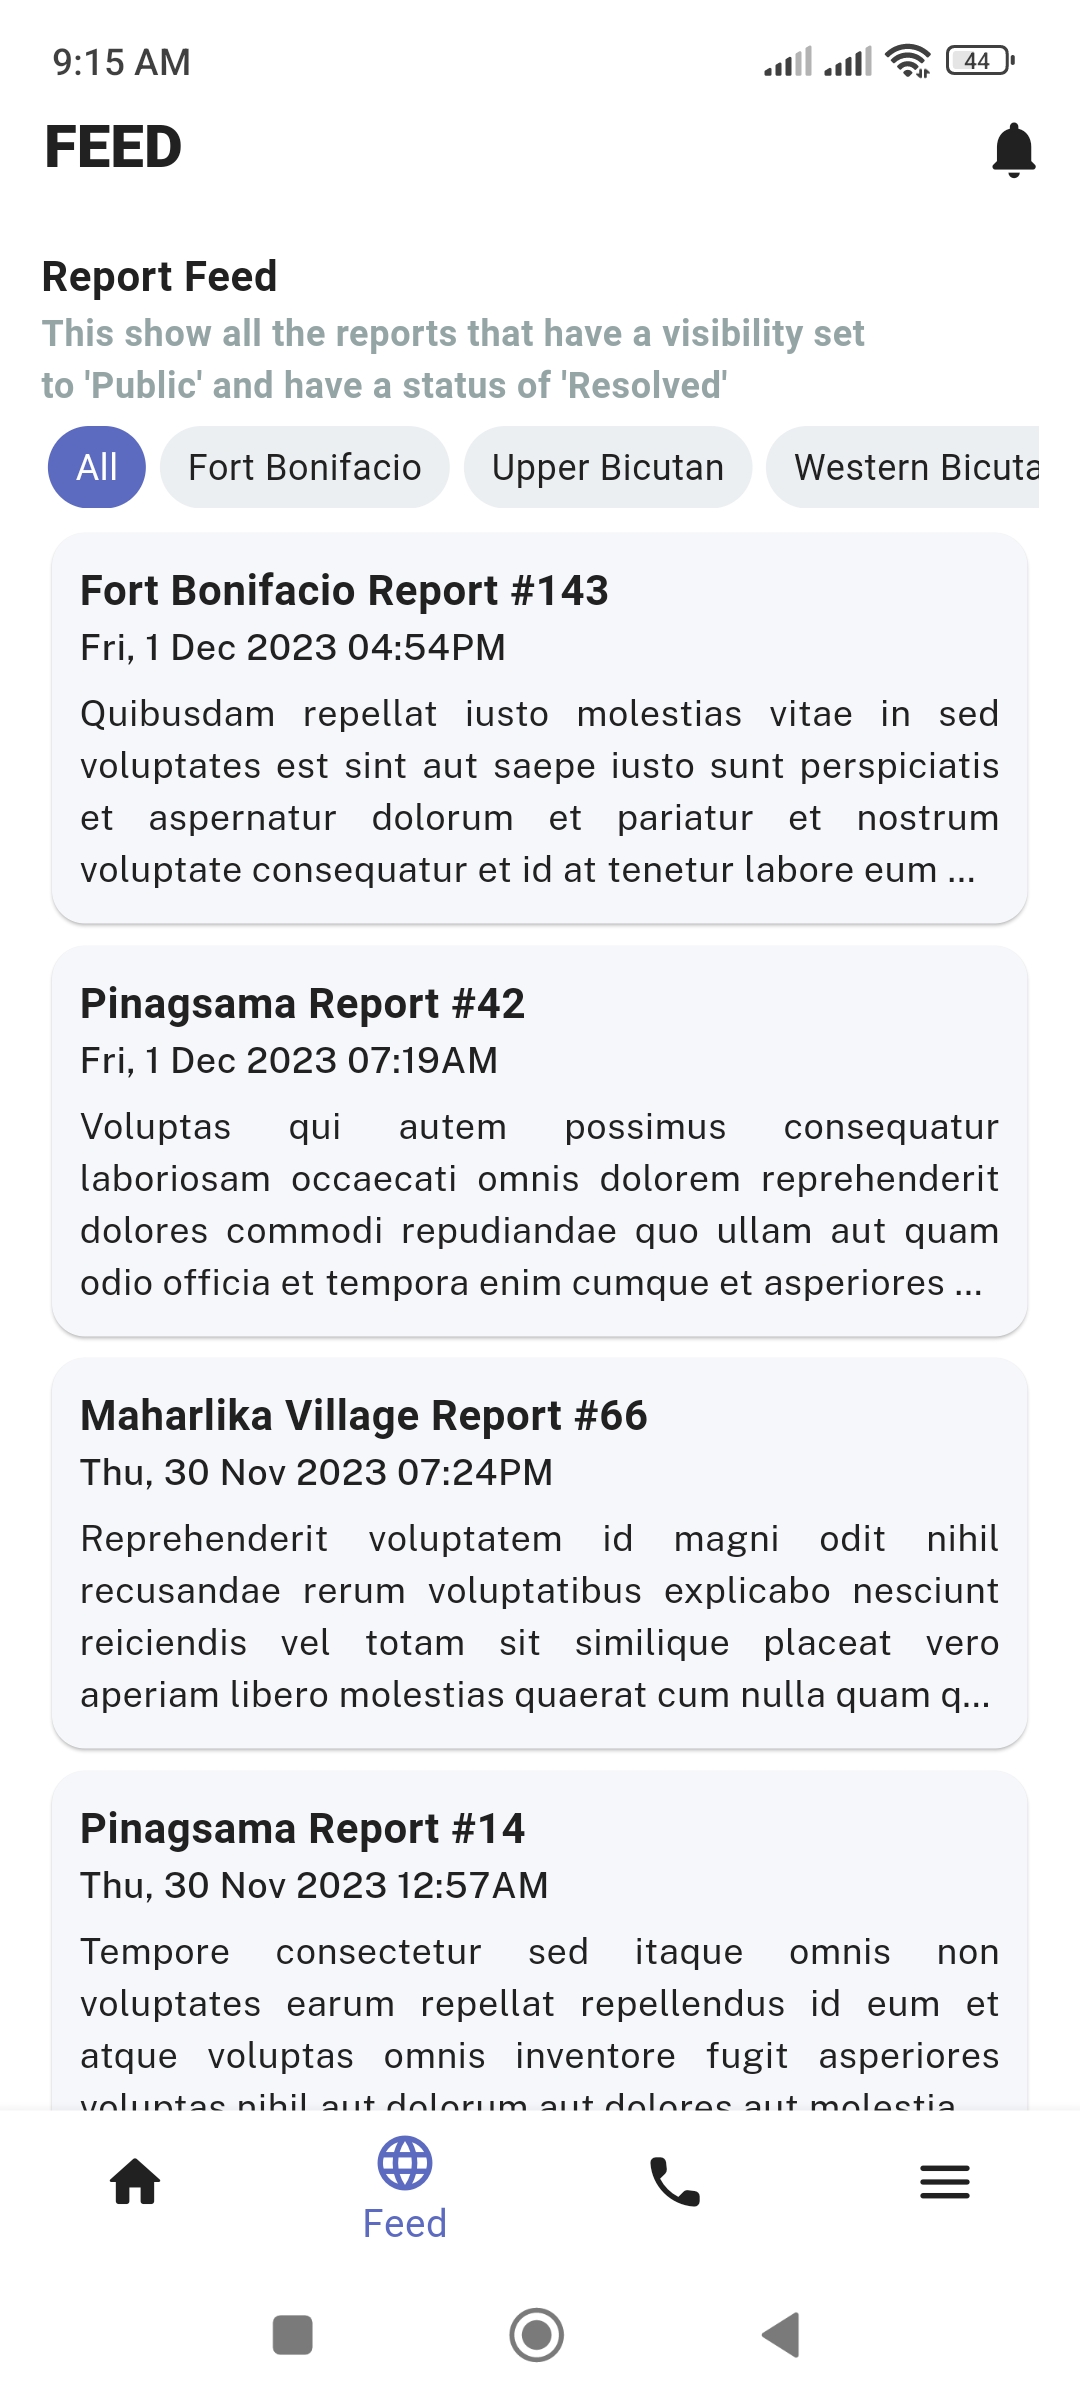 9:15 AM
44
FEED
Report Feed
This show all the reports that have a visibility set
to 'Public' and have a status of 'Resolved'
All
Fort Bonifacio
Upper Bicutan
Western Bicuta
Fort Bonifacio Report #143
Fri, 1 Dec 2023 04:54PM
Quibusdam repellat iusto molestias vitae in sed
voluptates est sint aut saepe iusto sunt perspiciatis
et aspernatur dolorum et pariatur et nostrum
voluptate consequatur et id at tenetur labore eum ...
Pinagsama Report #42
Fri, 1 Dec 2023 07:19AM
Voluptas qui autem possimus consequatur
laboriosam occaecati omnis dolorem reprehenderit
dolores commodi repudiandae quo ullam aut quam
odio officia et tempora enim cumque et asperiores ...
Maharlika Village Report #66
Thu, 30 Nov 2023 07:24PM
Reprehenderit voluptatem id magni odit nihil
recusandae rerum voluptatibus explicabo nesciunt
reiciendis vel totam sit similique placeat vero
aperiam libero molestias quaerat cum nulla quam q...
Pinagsama Report #14
Thu, 30 Nov 2023 12:57AM
Tempore consectetur sed itaque omnis non
voluptates earum repellat repellendus id eum et
atque voluptas omnis inventore fugit asperiores
voluptas nihil aut dolorum aut dolores aut molestia...
Feed